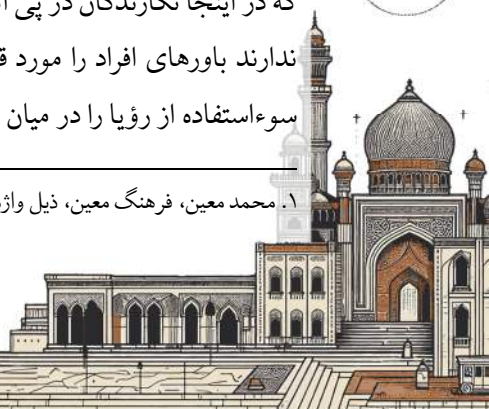 که در اینجا نگارندگان در پی ا
ندارند باورهای افراد را مورد ق
سوءاستفاده از رؤیا را در میان
۱. محمد معین، فرهنگ معین، ذیل واژ